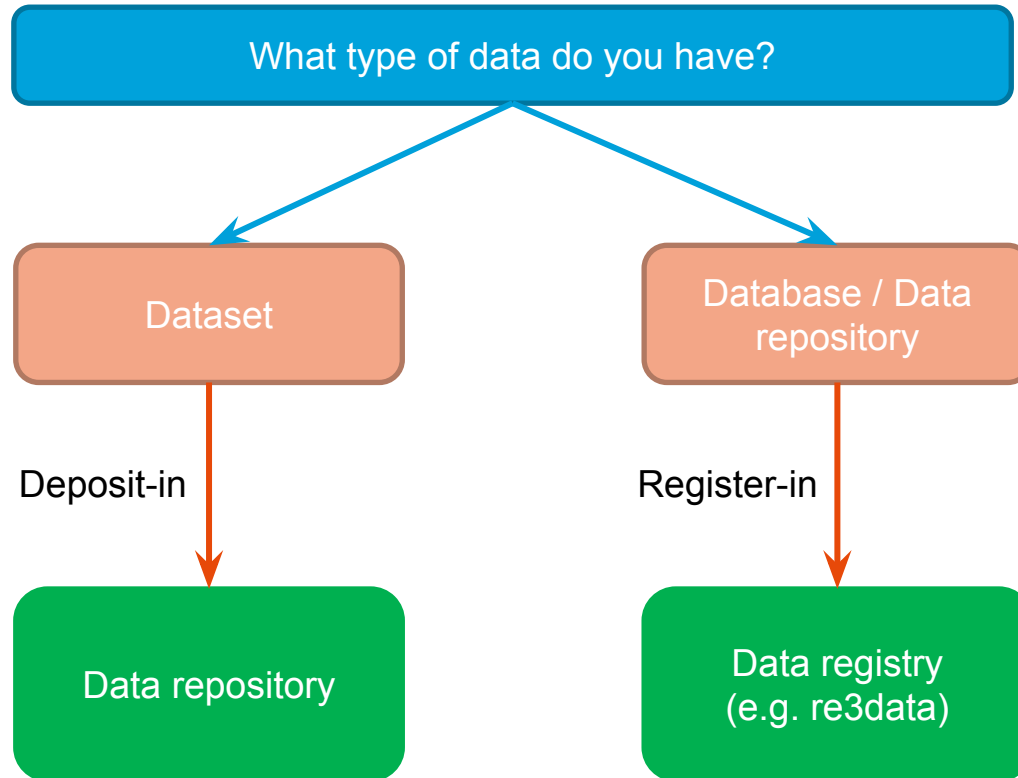 What type of data do you have?
Dataset
Database / Data
repository
Deposit-in
Register-in
Data repository
Data registry
(e.g. re3data)